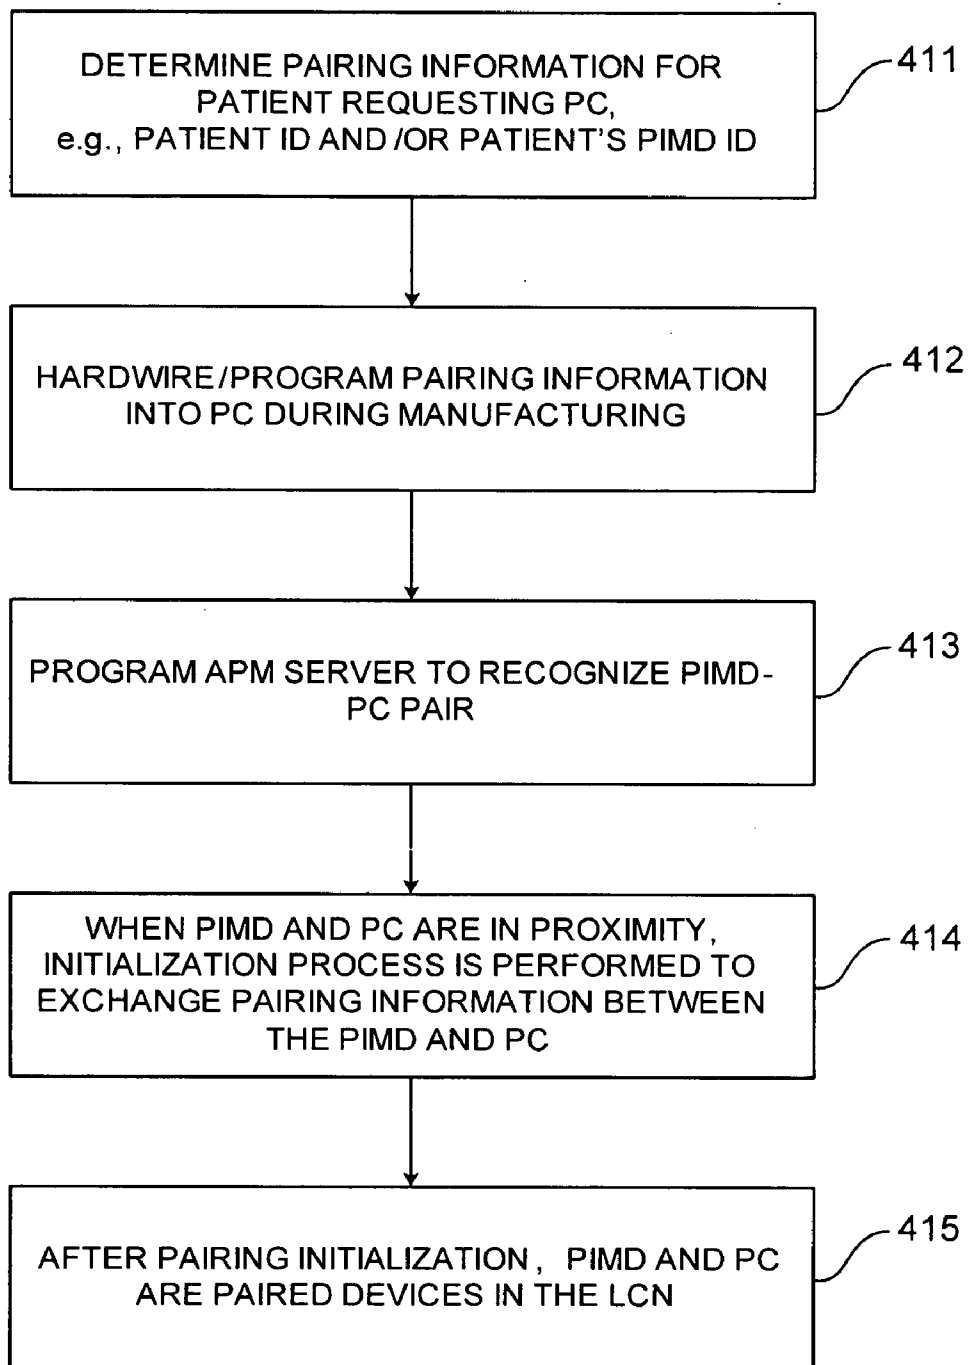 DETERMINE PAIRING INFORMATION FOR
PATIENT REQUESTING PC,
e.g., PATIENT ID AND /OR PATIENT'S PIMD ID
411
HARDWIRE/PROGRAM PAIRING INFORMATION
INTO PC DURING MANUFACTURING
412
PROGRAM APM SERVER TO RECOGNIZE PIMD-
PC PAIR
413
WHEN PIMD AND PC ARE IN PROXIMITY,
INITIALIZATION PROCESS IS PERFORMED TO
EXCHANGE PAIRING INFORMATION BETWEEN
THE PIMD AND PC
414
AFTER PAIRING INITIALIZATION, PIMD AND PC
ARE PAIRED DEVICES IN THE LCN
415